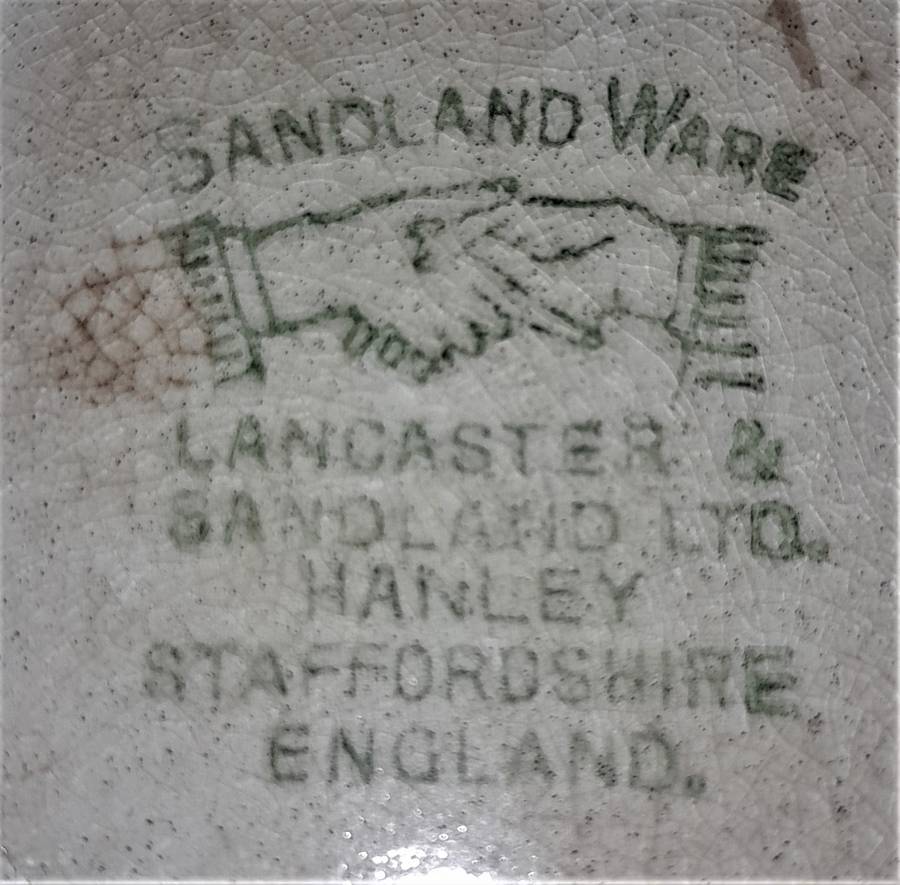 SANDLAND WARE
LANCASTER &
SANDLAND LTD.
HANLEY
STAFFORDSHIRE
ENGLAND.